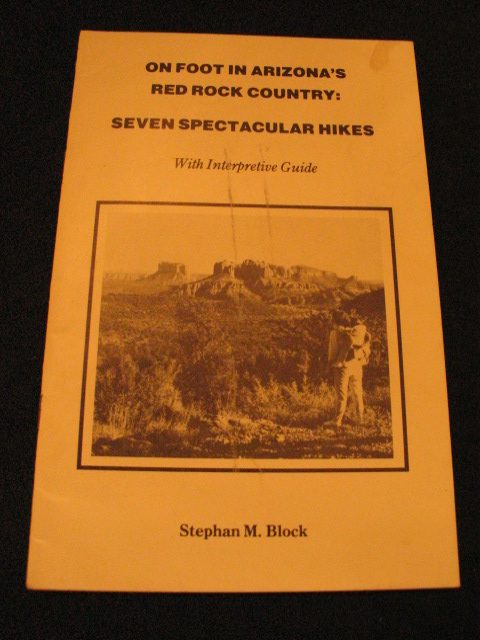 ON FOOT IN ARIZONA'S
RED ROCK COUNTRY:
SEVEN SPECTACULAR HIKES
With Interpretive Guide
Stephan M. Block